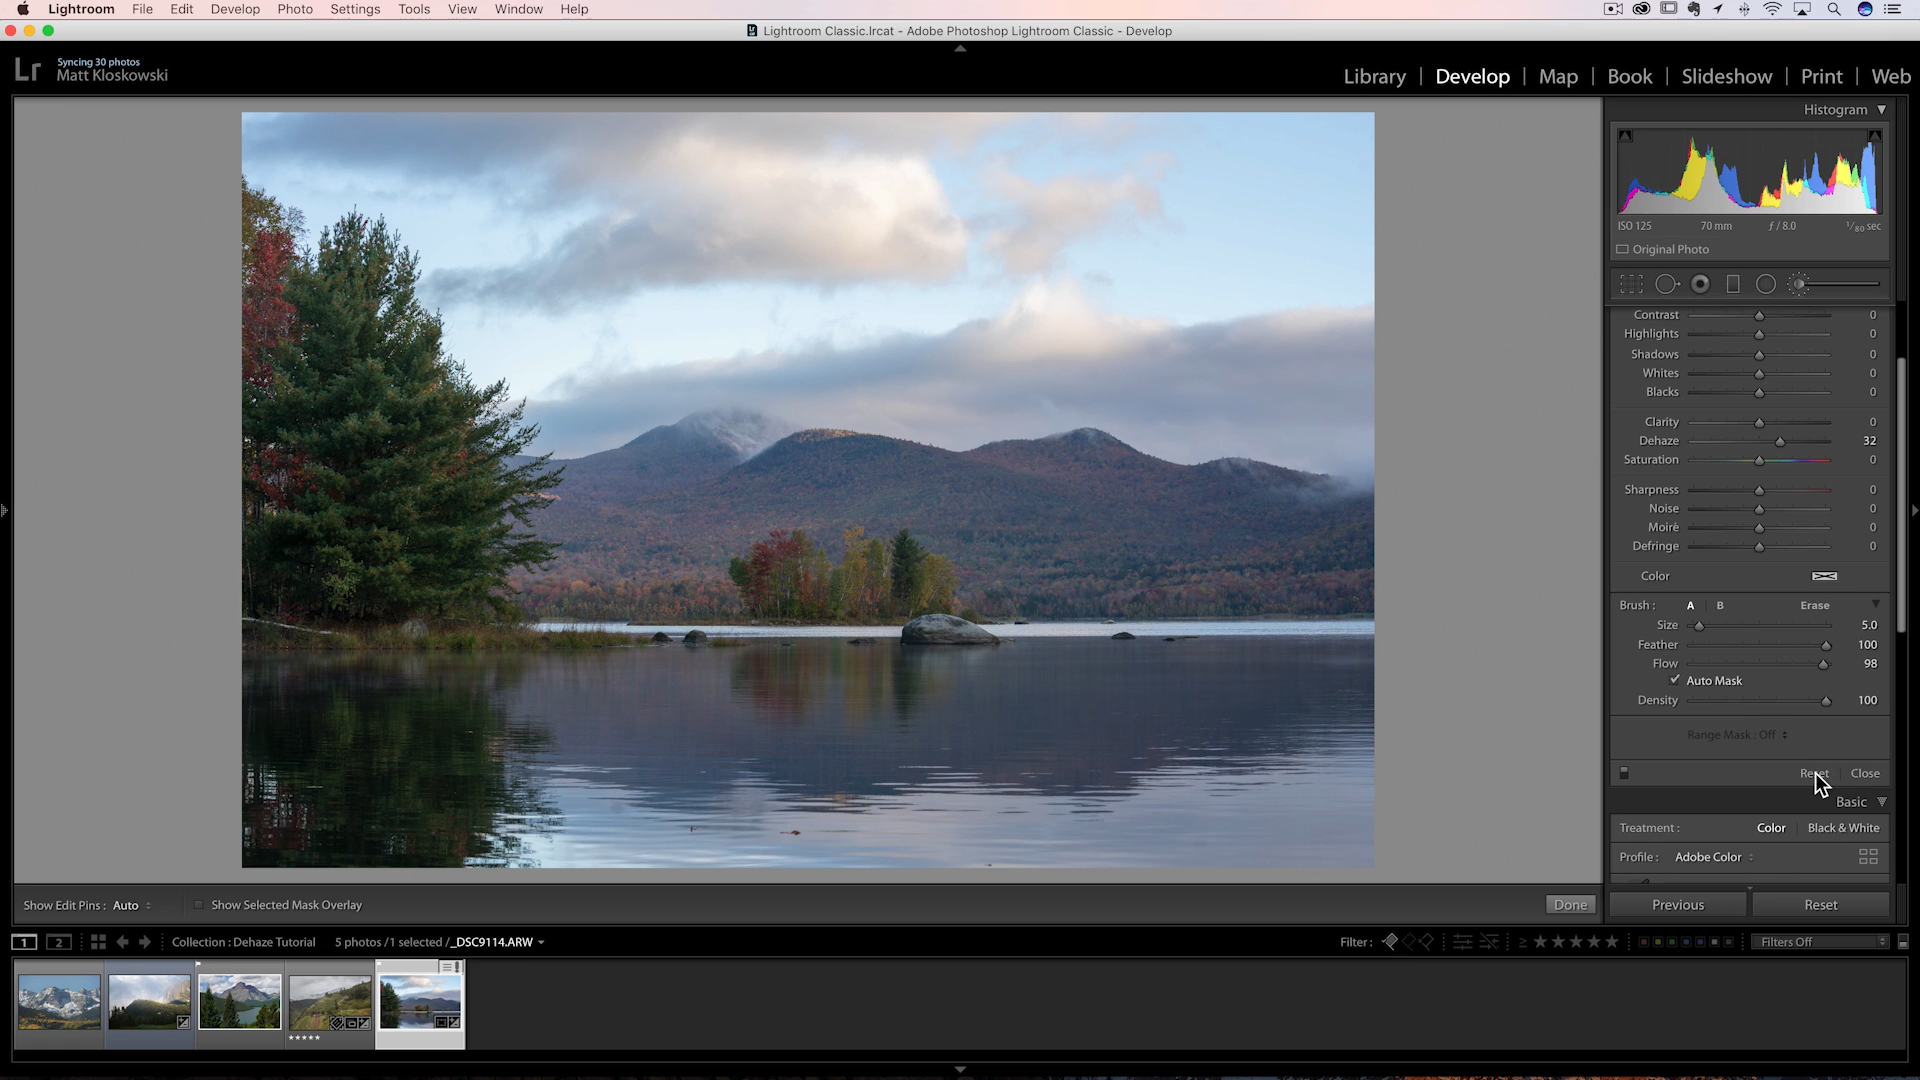 Lightroom File Edit Develop Photo Settings Tools View Window Help
Lightroom Classic.lrcat - Adobe Photoshop Lightroom Classic - Develop
Lr
Syncing 30 photos
Matt Kloskowski
Library | Develop | Map | Book | Slideshow | Print | Web
Histogram
ISO 125 70 mm ƒ / 8.0 1/80 sec
Original Photo
Contrast 0
Highlights 0
Shadows 0
Whites 0
Blacks 0
Clarity 0
Dehaze 32
Saturation 0
Sharpness 0
Noise 0
Moiré 0
Defringe 0
Color
Brush : A B Erase
Size 5.0
Feather 100
Flow 98
Auto Mask
Density 100
Range Mask : Off
Reset Close
Basic
Treatment : Color Black & White
Profile : Adobe Color
Show Edit Pins : Auto Show Selected Mask Overlay Done
Previous Reset
1 2 Collection : Dehaze Tutorial 5 photos / 1 selected / _DSC9114.ARW Filter : ≥ ★★★★★ Filters Off
★★★★★